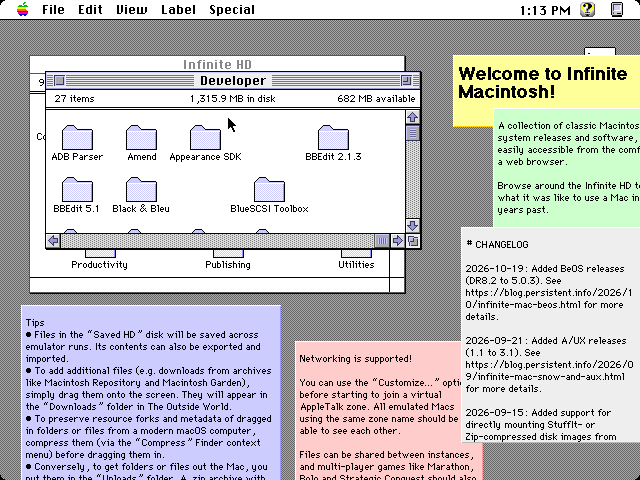 File Edit View Label Special 1:13 PM
Infinite HD
Developer
27 items 1,315.9 MB in disk 682 MB available
ADB Parser Amend Appearance SDK BBEdit 2.1.3
BBEdit 5.1 Black & Bleu BlueSCSI Toolbox
Productivity Publishing Utilities
Welcome to Infinite
Macintosh!
A collection of classic Macintos
system releases and software,
easily accessible from the comf
a web browser.
Browse around the Infinite HD to
what it was like to use a Mac in
years past.
# CHANGELOG
2026-10-19: Added BeOS releases
(DR8.2 to 5.0.3). See
https://blog.persistent.info/2026/1
0/infinite-mac-beos.html for more
details.
2026-09-21: Added A/UX releases
(1.1 to 3.1). See
https://blog.persistent.info/2026/0
9/infinite-mac-snow-and-aux.html
for more details.
2026-09-15: Added support for
directly mounting StuffIt- or
Zip-compressed disk images from
Tips
● Files in the “Saved HD” disk will be saved across
emulator runs. Its contents can also be exported and
imported.
● To add additional files (e.g. downloads from archives
like Macintosh Repository and Macintosh Garden),
simply drag them onto the screen. They will appear in
the “Downloads” folder in The Outside World.
● To preserve resource forks and metadata of dragged
in folders or files from a modern macOS computer,
compress them (via the “Compress” Finder context
menu) before dragging them in.
● Conversely, to get folders or files out the Mac, you
put them in the “Uploads” folder. A .zip archive with
Networking is supported!
You can use the “Customize...” optio
before starting to join a virtual
AppleTalk zone. All emulated Macs
using the same zone name should be
able to see each other.
Files can be shared between instances,
and multi-player games like Marathon,
Bolo and Strategic Conquest should also